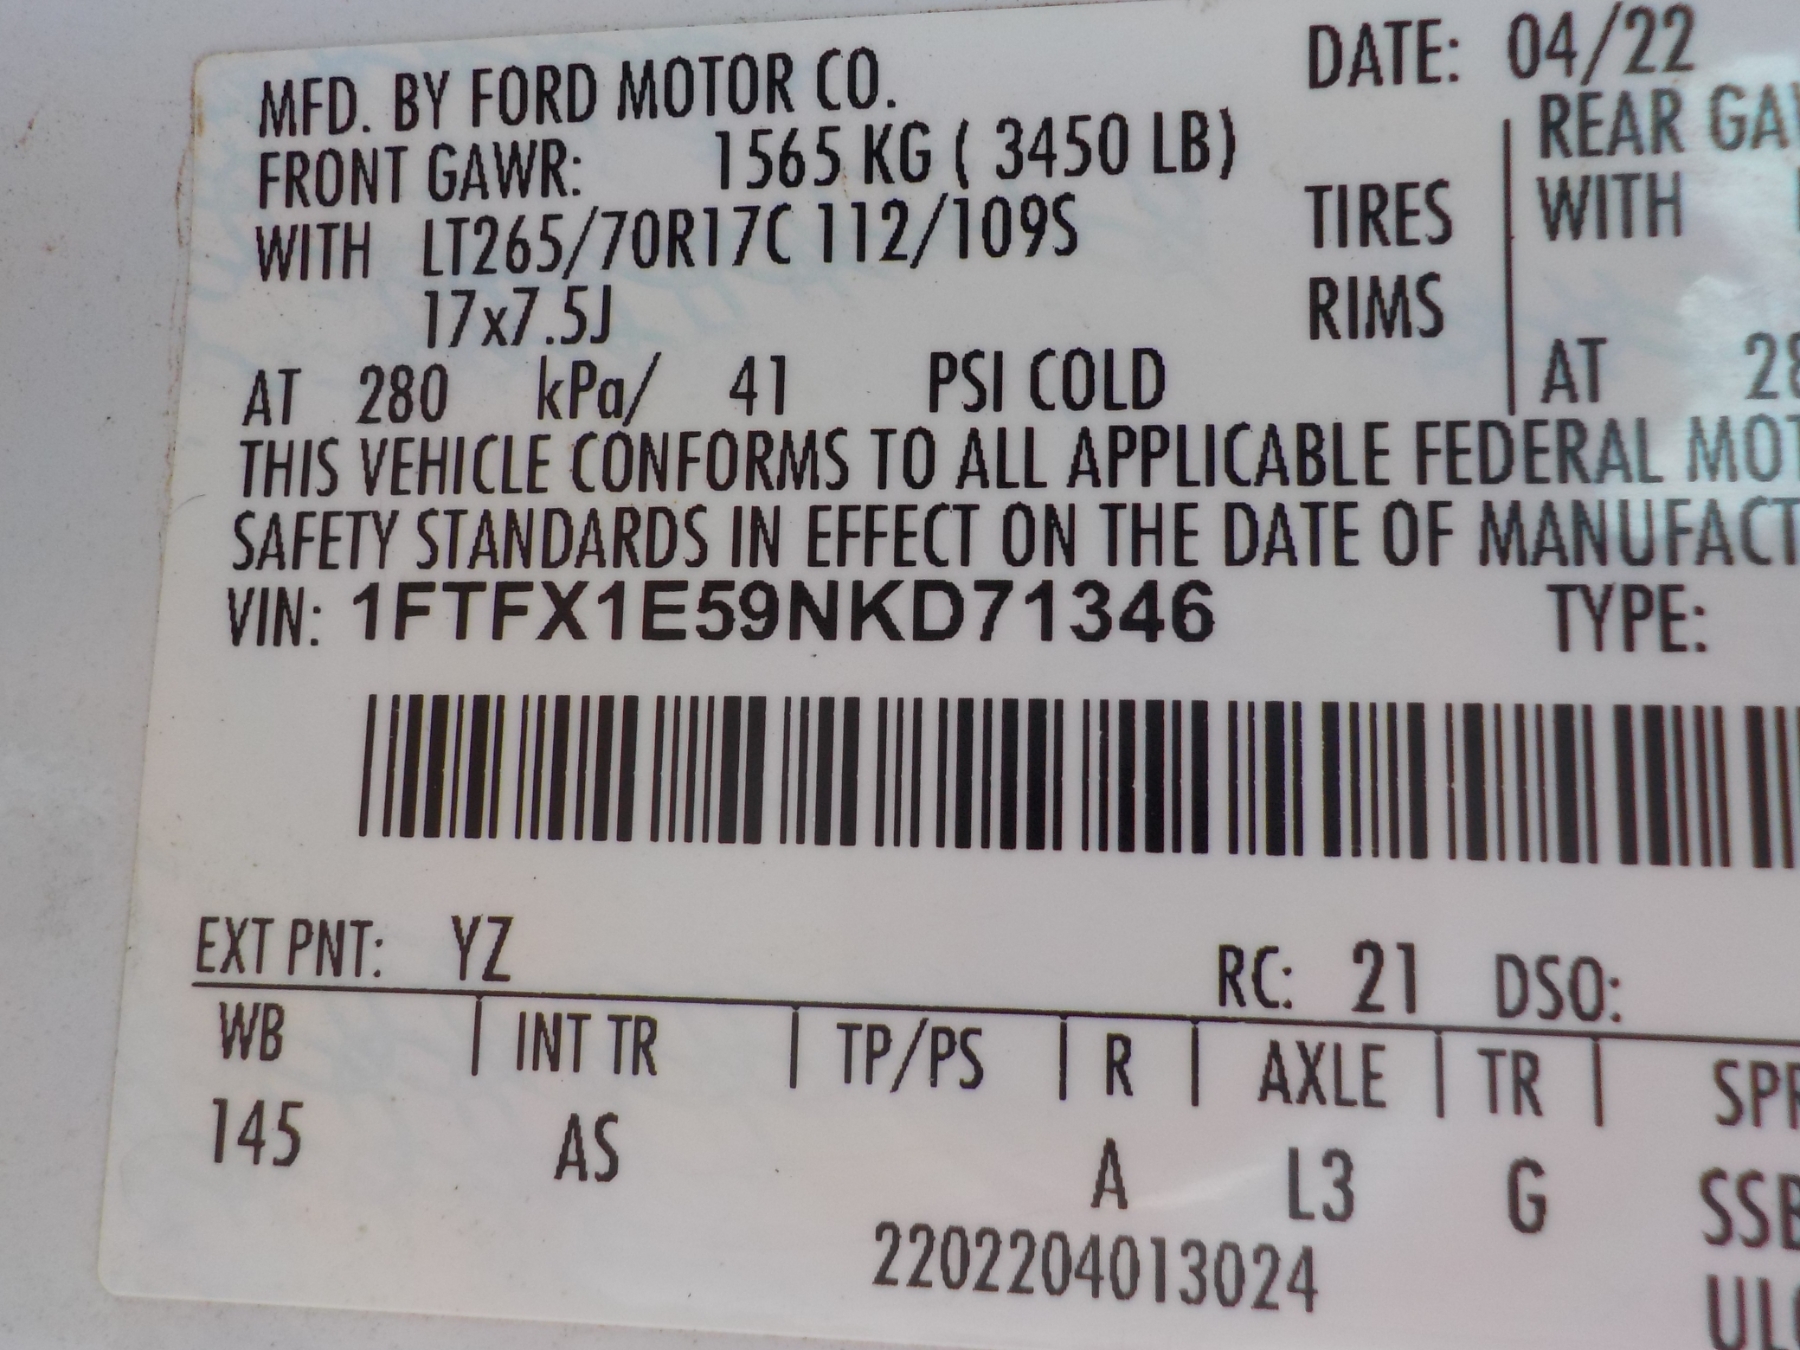 MFD. BY FORD MOTOR CO. DATE: 04/22
FRONT GAWR: 1565 KG ( 3450 LB) REAR
WITH LT265/70R17C 112/109S TIRES WITH
17x7.5J RIMS
AT 280 kPa/ 41 PSI COLD AT
THIS VEHICLE CONFORMS TO ALL APPLICABLE FEDERAL
SAFETY STANDARDS IN EFFECT ON THE DATE OF
VIN: 1FTFX1E59NKD71346 TYPE:
EXT PNT: YZ RC: 21 DSO:
WB | INT TR | TP/PS | R | AXLE | TR |
145 AS A L3 G
2202204013024